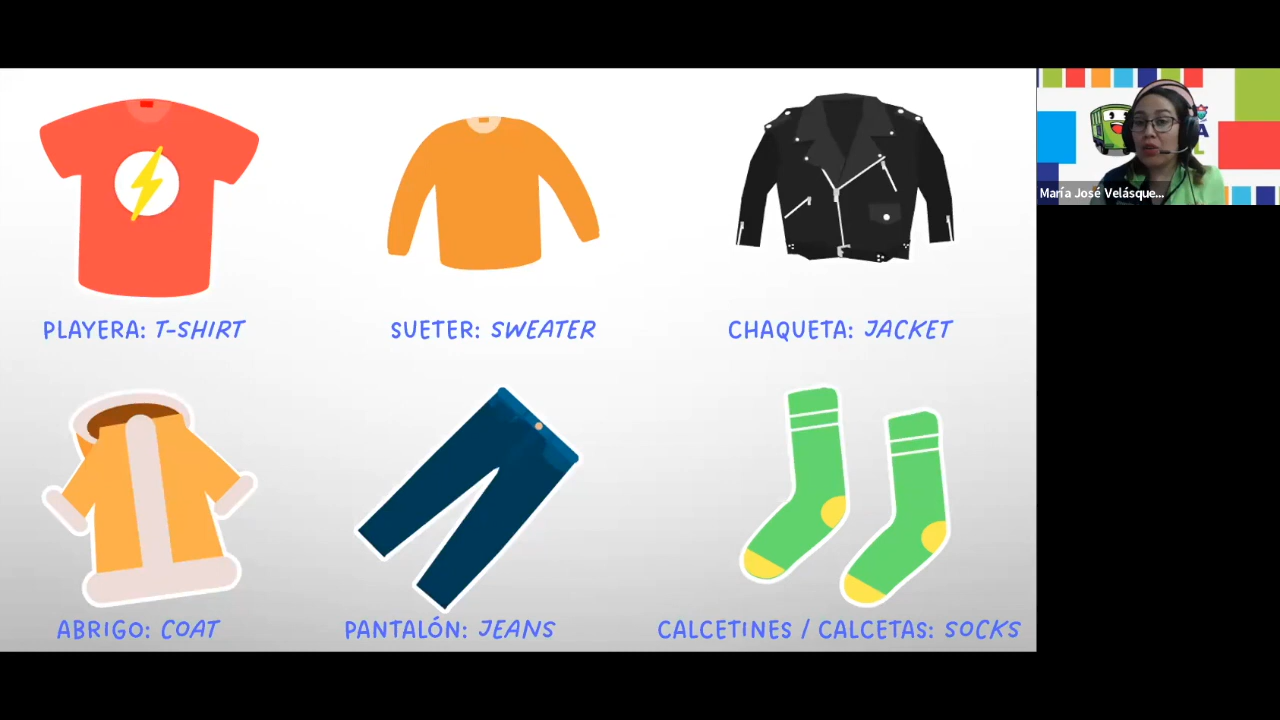 PLAYERA: T-SHIRT
SUETER: SWEATER
CHAQUETA: JACKET
ABRIGO: COAT
PANTALÓN: JEANS
CALCETINES / CALCETAS: SOCKS
María José Velásque...